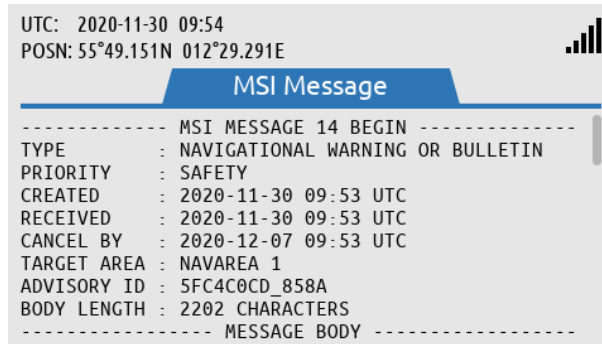 UTC: 2020-11-30 09:54
POSN: 55°49.151N 012°29.291E
MSI Message
------------- MSI MESSAGE 14 BEGIN --------------
TYPE : NAVIGATIONAL WARNING OR BULLETIN
PRIORITY : SAFETY
CREATED : 2020-11-30 09:53 UTC
RECEIVED : 2020-11-30 09:53 UTC
CANCEL BY : 2020-12-07 09:53 UTC
TARGET AREA : NAVAREA 1
ADVISORY ID : 5FC4C0CD_858A
BODY LENGTH : 2202 CHARACTERS
----------------- MESSAGE BODY ------------------